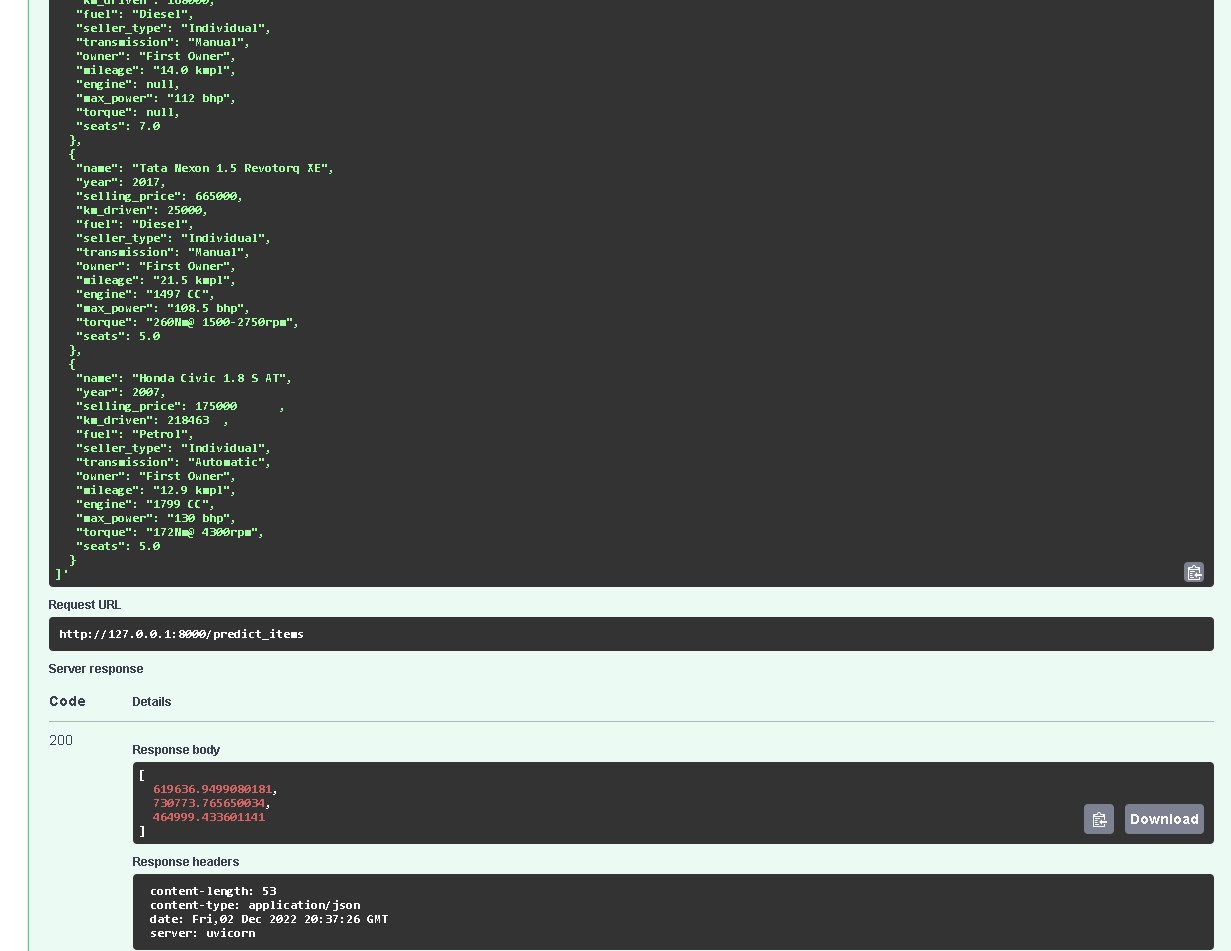 "km_driven": 168000,
"fuel": "Diesel",
"seller_type": "Individual",
"transmission": "Manual",
"owner": "First Owner",
"mileage": "14.0 kmpl",
"engine": null,
"max_power": "112 bhp",
"torque": null,
"seats": 7.0
},
{
"name": "Tata Nexon 1.5 Revotorq XE",
"year": 2017,
"selling_price": 665000,
"km_driven": 25000,
"fuel": "Diesel",
"seller_type": "Individual",
"transmission": "Manual",
"owner": "First Owner",
"mileage": "21.5 kmpl",
"engine": "1497 CC",
"max_power": "108.5 bhp",
"torque": "260Nm@ 1500-2750rpm",
"seats": 5.0
},
{
"name": "Honda Civic 1.8 S AT",
"year": 2007,
"selling_price": 175000      ,
"km_driven": 218463  ,
"fuel": "Petrol",
"seller_type": "Individual",
"transmission": "Automatic",
"owner": "First Owner",
"mileage": "12.9 kmpl",
"engine": "1799 CC",
"max_power": "130 bhp",
"torque": "172Nm@ 4300rpm",
"seats": 5.0
}
]'
Request URL
http://127.0.0.1:8000/predict_items
Server response
Code Details
200
Response body
[
619636.9499080181,
730773.765650034,
464999.433601141
]
Download
Response headers
content-length: 53
content-type: application/json
date: Fri,02 Dec 2022 20:37:26 GMT
server: uvicorn